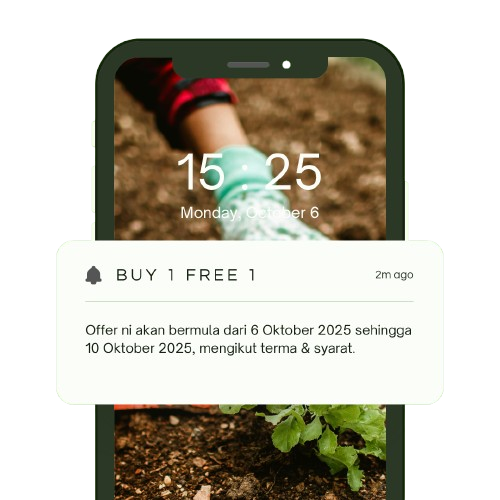 15 : 25
Monday, October 6
BUY 1 FREE 1
2m ago
Offer ni akan bermula dari 6 Oktober 2025 sehingga
10 Oktober 2025, mengikut terma & syarat.